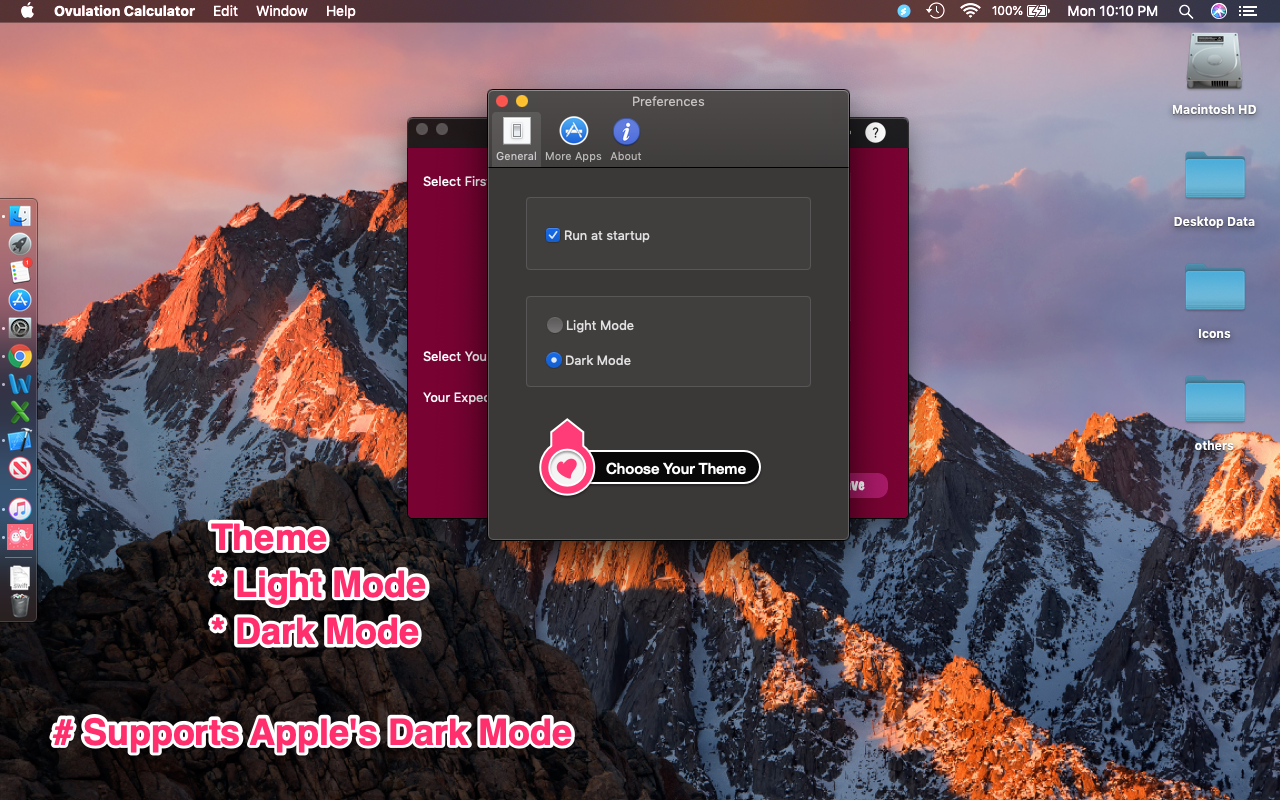 Ovulation Calculator Edit Window Help 100% Mon 10:10 PM
Macintosh HD
Desktop Data
Icons
others
Preferences
General More Apps About
?
Select Firs
Run at startup
Light Mode
Select You
Dark Mode
Your Expec
Choose Your Theme
Theme
* Light Mode
* Dark Mode
# Supports Apple's Dark Mode